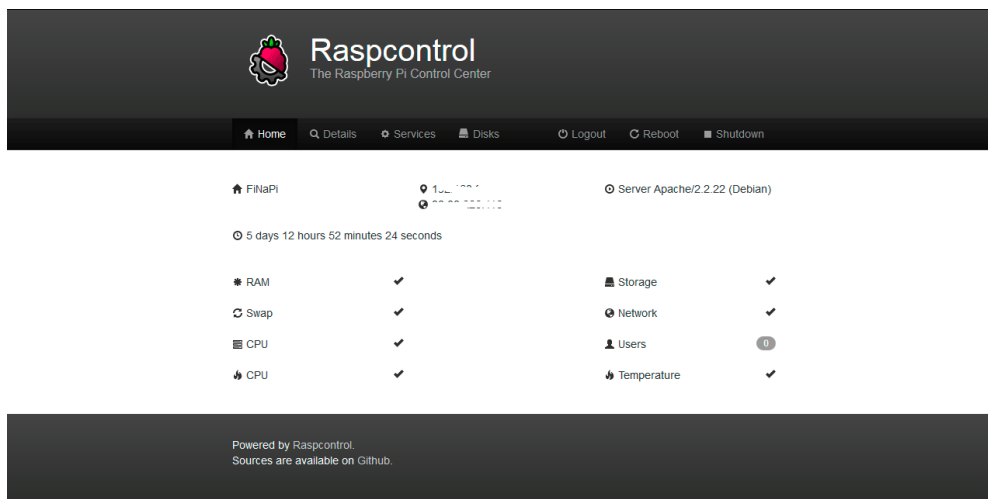 Raspcontrol
The Raspberry Pi Control Center
Home Details Services Disks Logout Reboot Shutdown
FiNaPi
Server Apache/2.2.22 (Debian)
5 days 12 hours 52 minutes 24 seconds
RAM
Storage
Swap
Network
CPU
Users 0
CPU
Temperature
Powered by Raspcontrol.
Sources are available on Github.